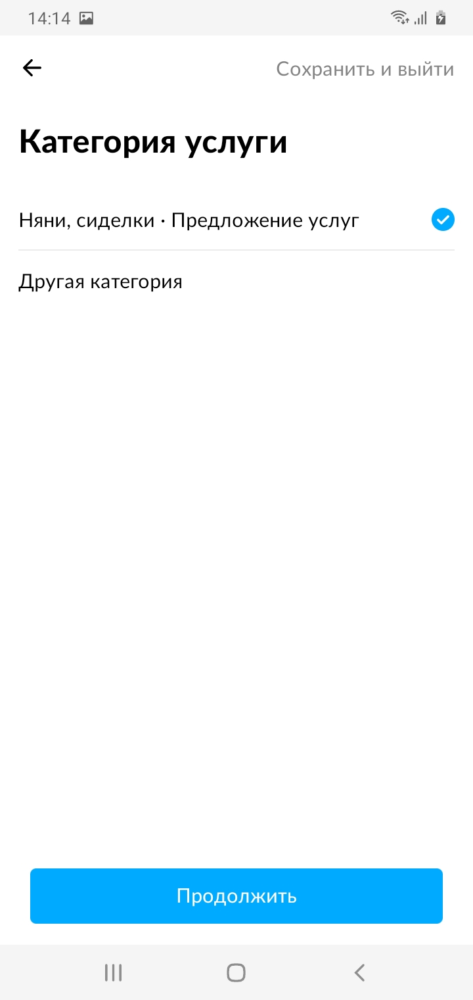 14:14
Сохранить и выйти
Категория услуги
Няни, сиделки · Предложение услуг
Другая категория
Продолжить